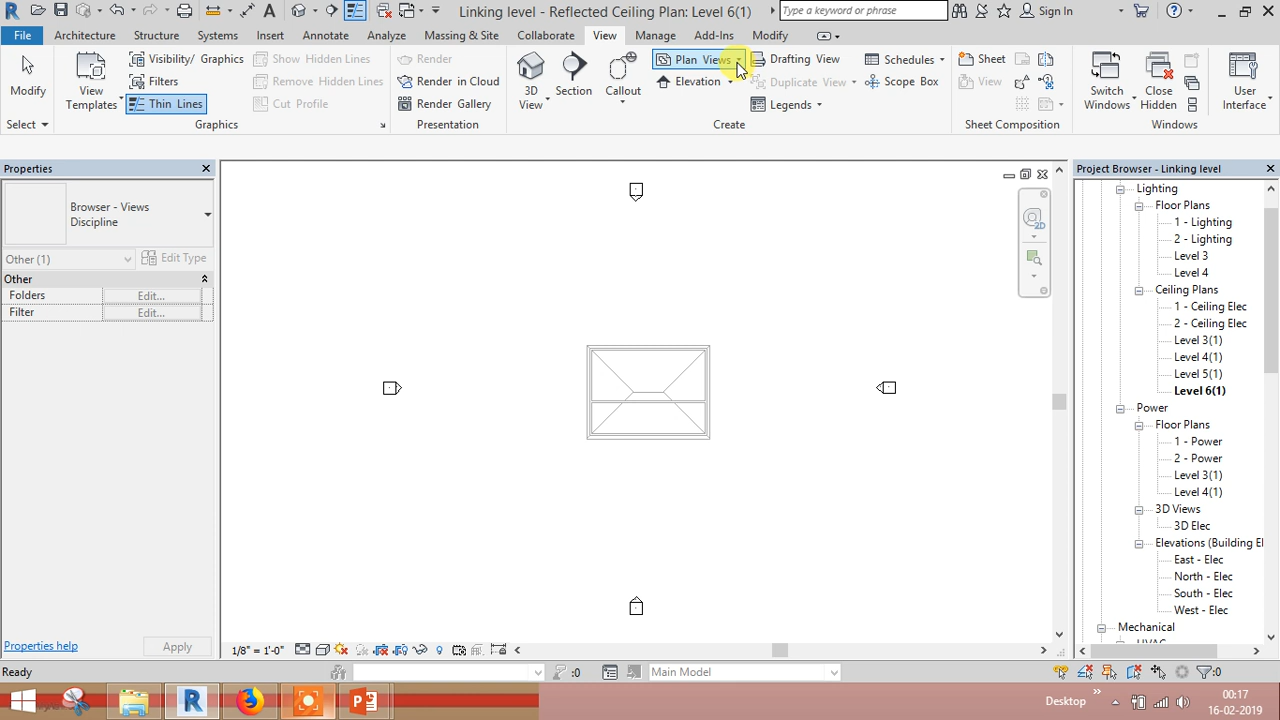 Linking level - Reflected Ceiling Plan: Level 6(1)
Type a keyword or phrase
Sign In
File
Architecture
Structure
Systems
Insert
Annotate
Analyze
Massing & Site
Collaborate
View
Manage
Add-Ins
Modify
Modify
Select
View Templates
Visibility/ Graphics
Filters
Thin Lines
Show Hidden Lines
Remove Hidden Lines
Cut Profile
Graphics
Render
Render in Cloud
Render Gallery
Presentation
3D View
Section
Callout
Plan Views
Elevation
Drafting View
Duplicate View
Legends
Create
Schedules
Scope Box
Sheet
View
Sheet Composition
Switch Windows
Close Hidden
Windows
User Interface
Properties
Browser - Views
Discipline
Other (1)
Edit Type
Other
Folders
Edit...
Filter
Edit...
Properties help
Apply
2D
1/8" = 1'-0"
Project Browser - Linking level
Lighting
Floor Plans
1 - Lighting
2 - Lighting
Level 3
Level 4
Ceiling Plans
1 - Ceiling Elec
2 - Ceiling Elec
Level 3(1)
Level 4(1)
Level 5(1)
Level 6(1)
Power
Floor Plans
1 - Power
2 - Power
Level 3(1)
Level 4(1)
3D Views
3D Elec
Elevations (Building El
East - Elec
North - Elec
South - Elec
West - Elec
Mechanical
Ready
:0
Main Model
:0
Desktop
00:17
16-02-2019